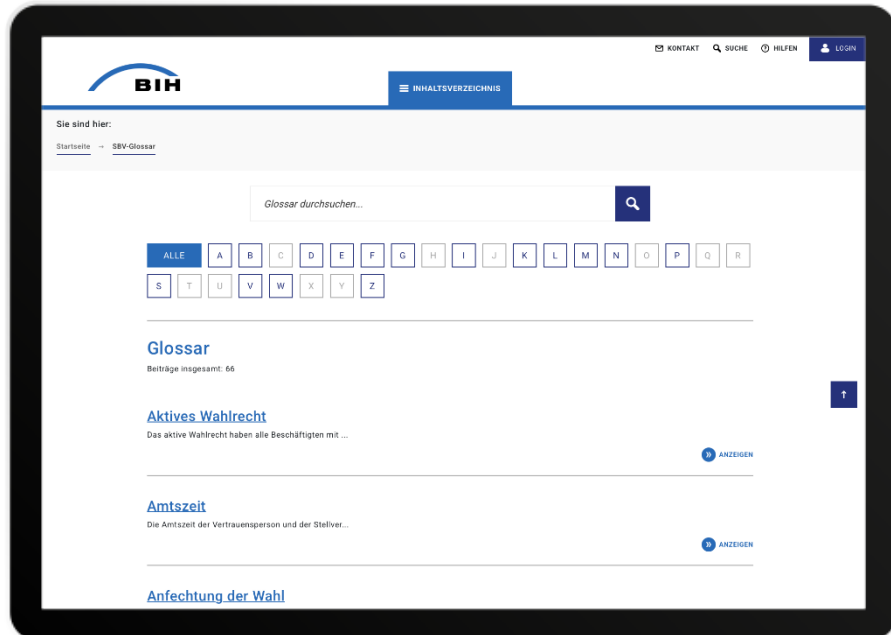 KONTAKT SUCHE HILFEN LOGIN
BIH
INHALTSVERZEICHNIS
Sie sind hier:
Startseite → SBV-Glossar
Glossar durchsuchen...
ALLE A B C D E F G H I J K L M N O P Q R
S T U V W X Y Z
Glossar
Beiträge insgesamt: 66
Aktives Wahlrecht
Das aktive Wahlrecht haben alle Beschäftigten mit ...
ANZEIGEN
Amtszeit
Die Amtszeit der Vertrauensperson und der Stellver...
ANZEIGEN
Anfechtung der Wahl